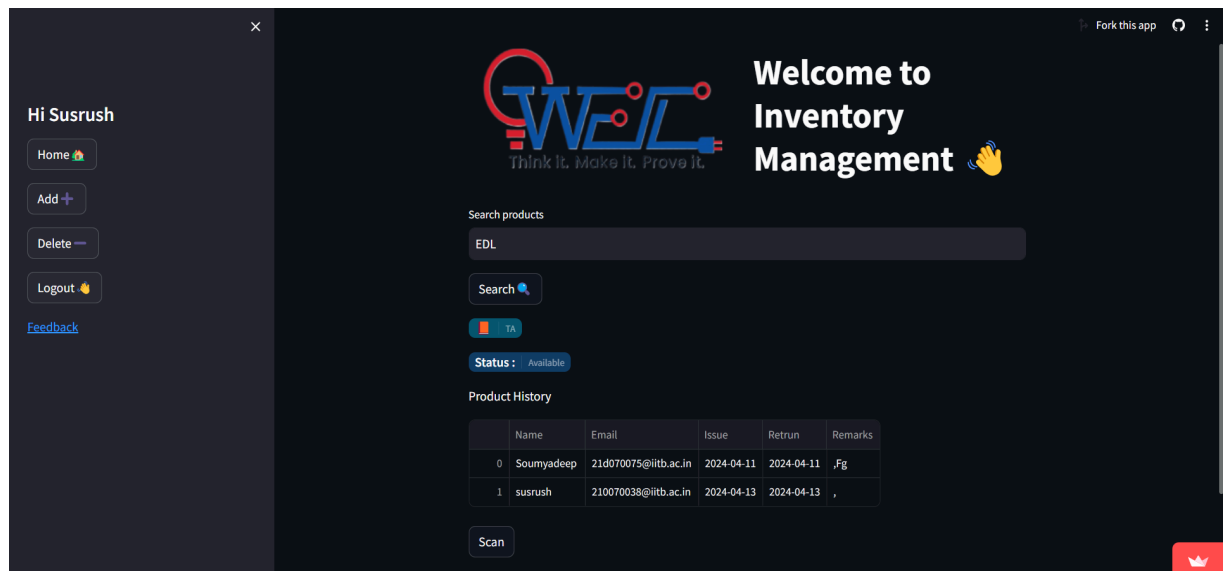 ×
Fork this app
Hi Susrush
Home
Add
Delete
Logout
Feedback
WEL
Think it. Make it. Prove it.
Welcome to
Inventory
Management
Search products
EDL
Search
TA
Status : Available
Product History
Name Email Issue Retrun Remarks
0 Soumyadeep 21d070075@iitb.ac.in 2024-04-11 2024-04-11 ,Fg
1 susrush 210070038@iitb.ac.in 2024-04-13 2024-04-13 ,
Scan